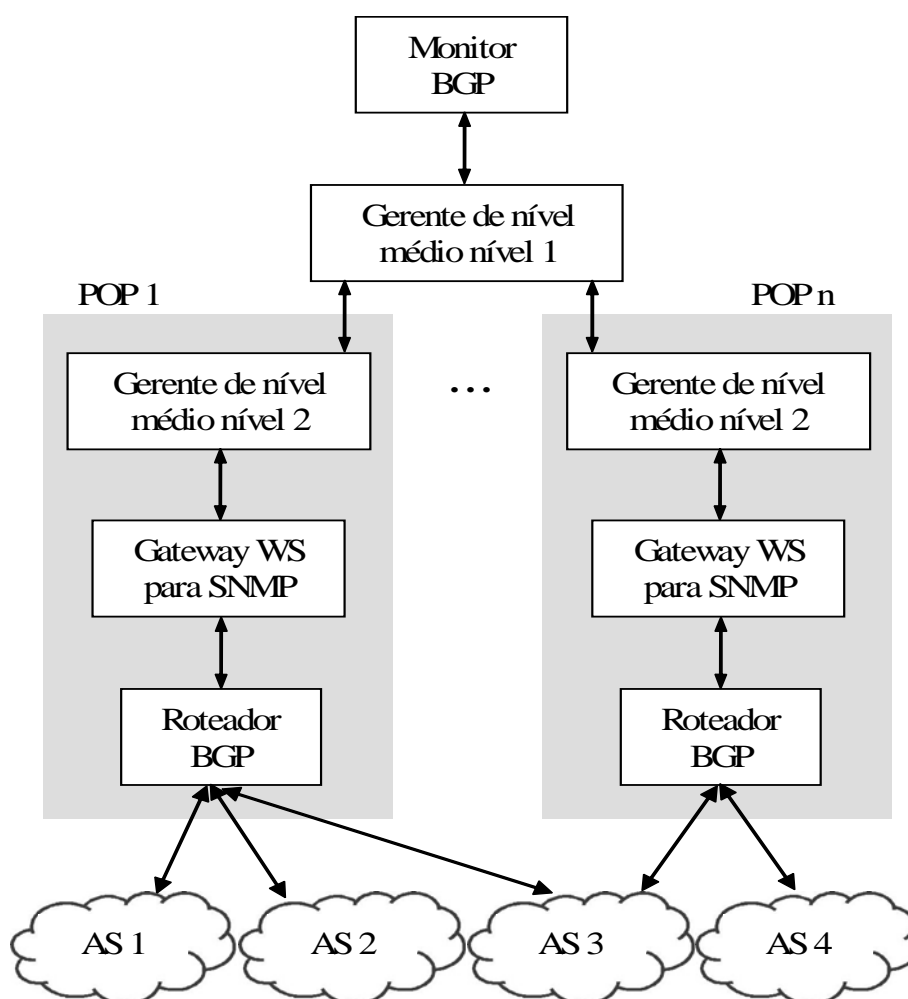 Monitor
BGP
Gerente de nível
médio nível 1
POP 1
POP n
Gerente de nível
médio nível 2
...
Gerente de nível
médio nível 2
Gateway WS
para SNMP
Gateway WS
para SNMP
Roteador
BGP
Roteador
BGP
AS 1
AS 2
AS 3
AS 4